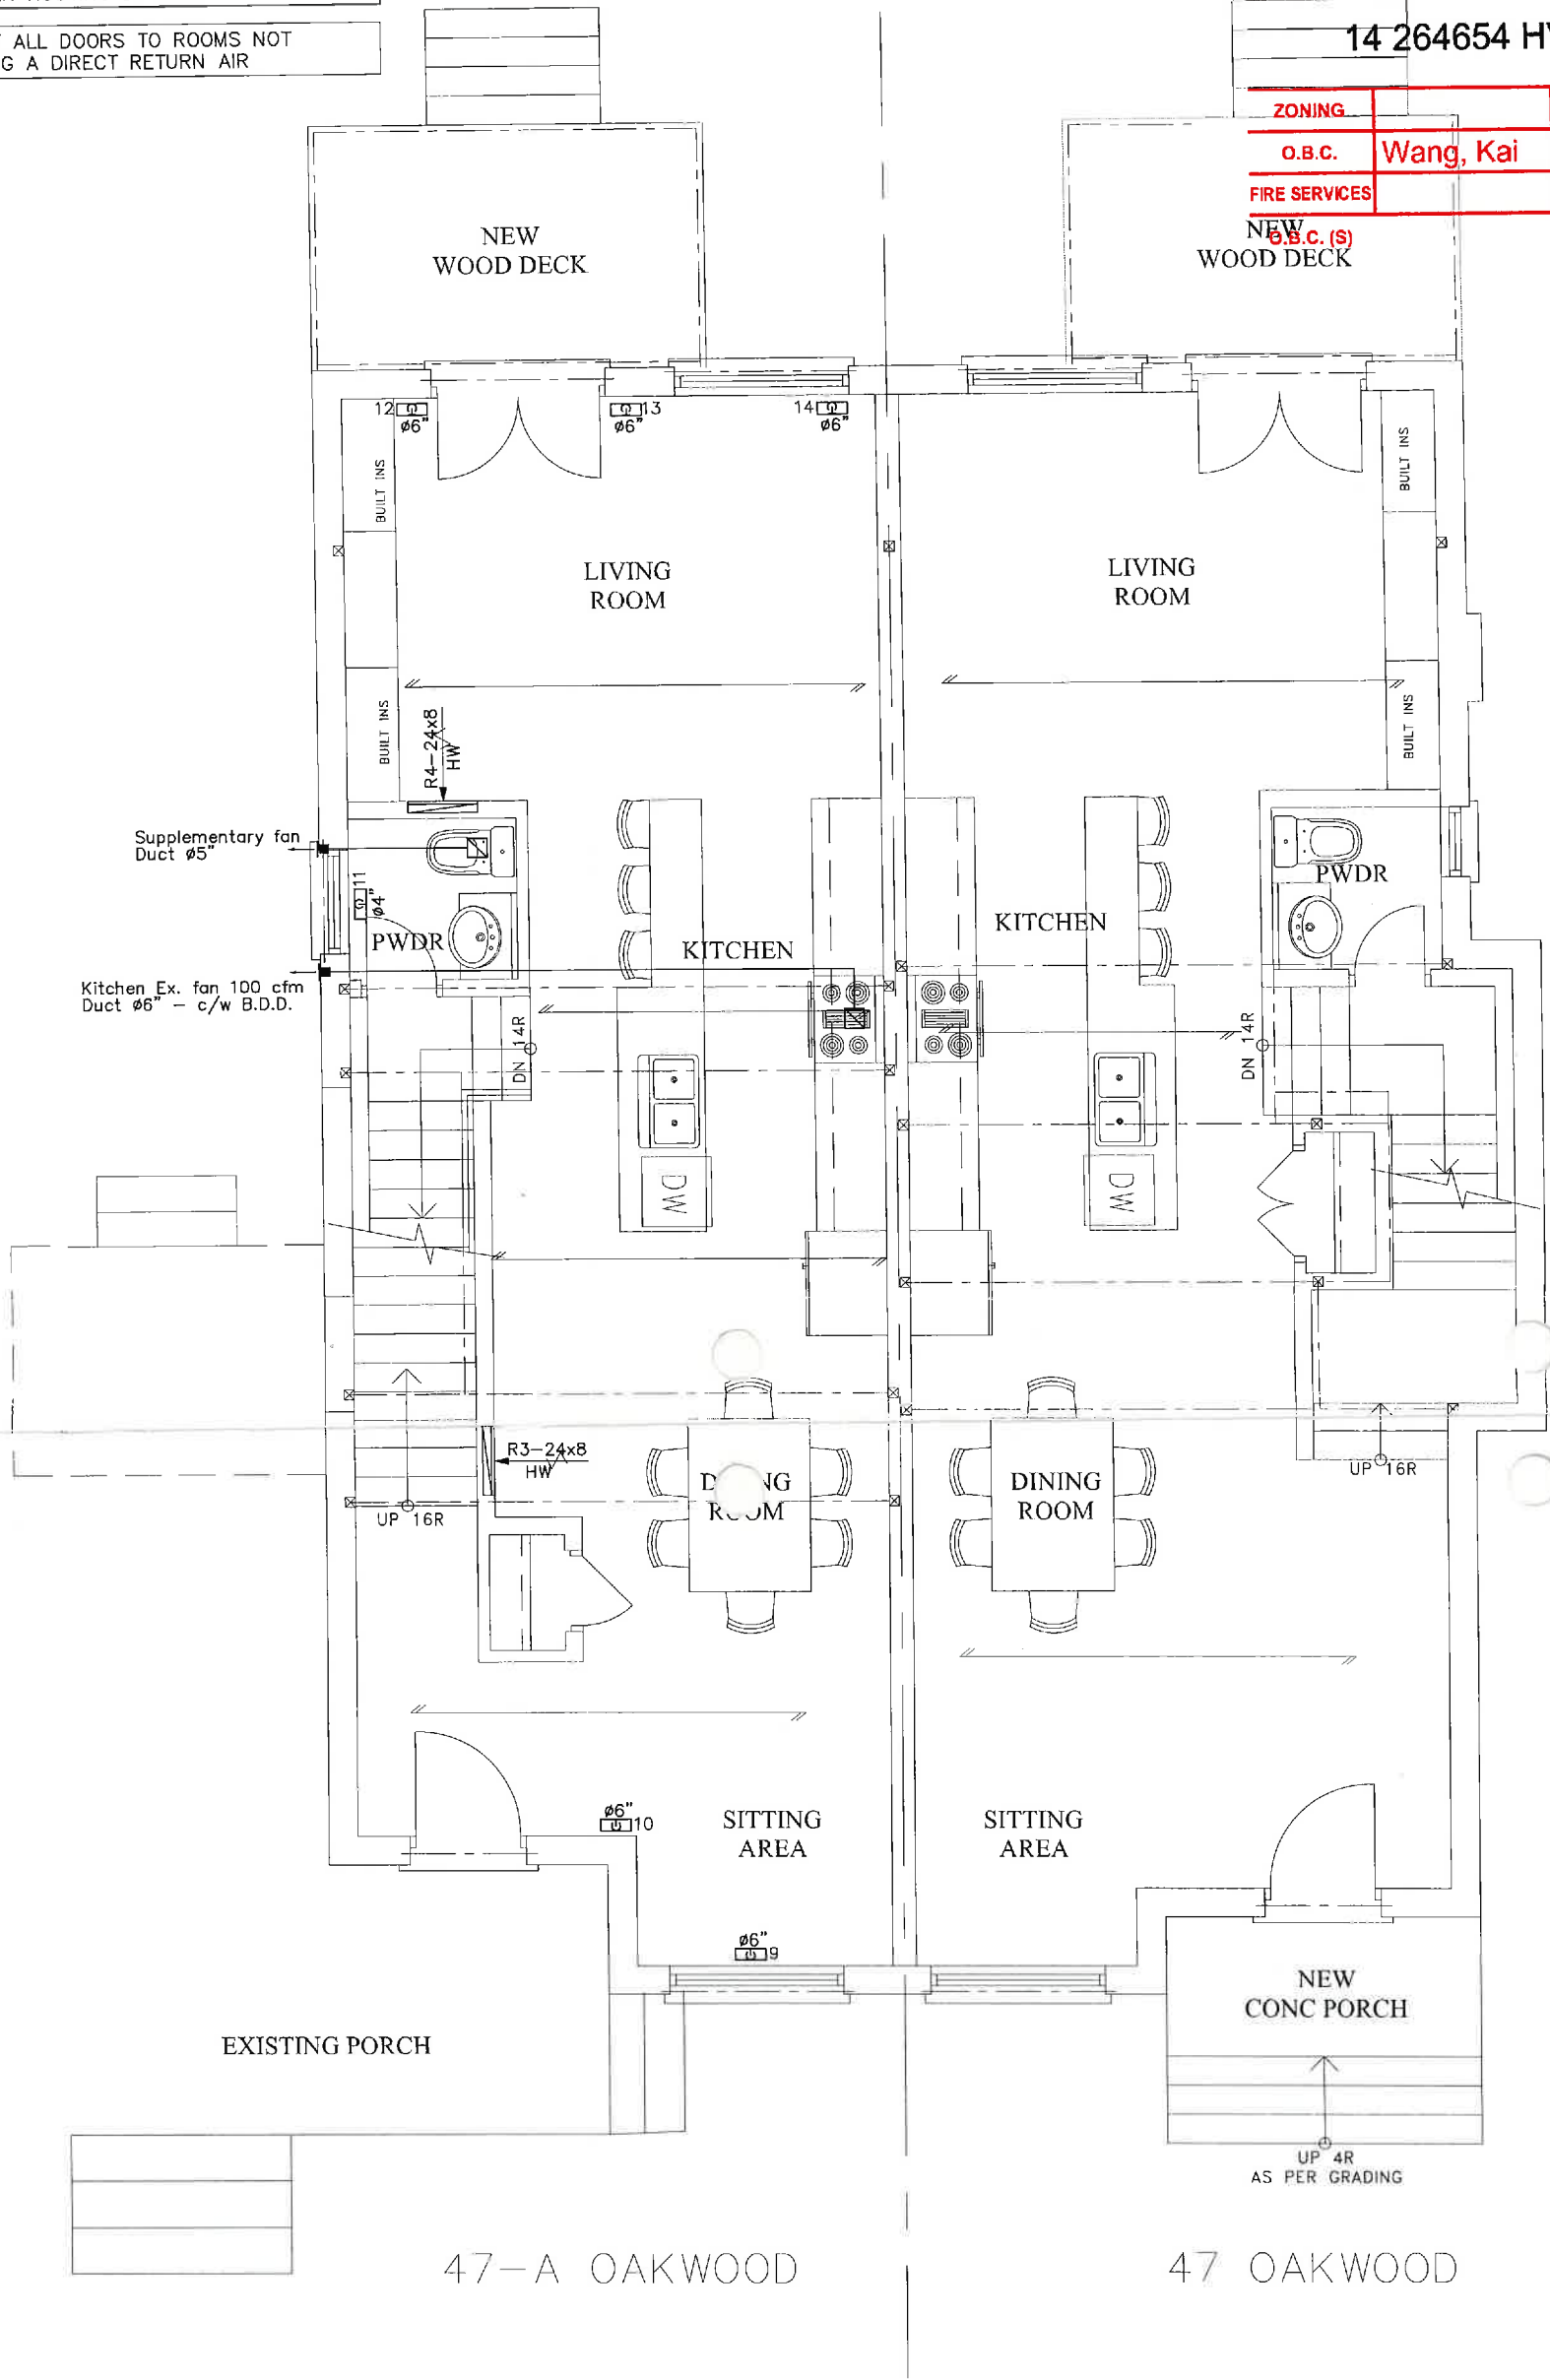 ALL DOORS TO ROOMS NOT
G A DIRECT RETURN AIR
14 264654
ZONING
O.B.C. Wang, Kai
FIRE SERVICES
O.B.C. (S)
NEW
WOOD DECK
NEW
WOOD DECK
12
ø6"
13
ø6"
14
ø6"
BUILT INS
BUILT INS
LIVING
ROOM
LIVING
ROOM
BUILT INS
R4-24x8
HW
BUILT INS
Supplementary fan
Duct ø5"
11
ø4"
PWDR
PWDR
KITCHEN
KITCHEN
Kitchen Ex. fan 100 cfm
Duct ø6" - c/w B.D.D.
DN 14R
DN 14R
DW
DW
R3-24x8
HW
DINING
ROOM
UP 16R
UP 16R
ø6"
10
SITTING
AREA
SITTING
AREA
ø6"
9
NEW
CONC PORCH
EXISTING PORCH
UP 4R
AS PER GRADING
47-A OAKWOOD
47 OAKWOOD